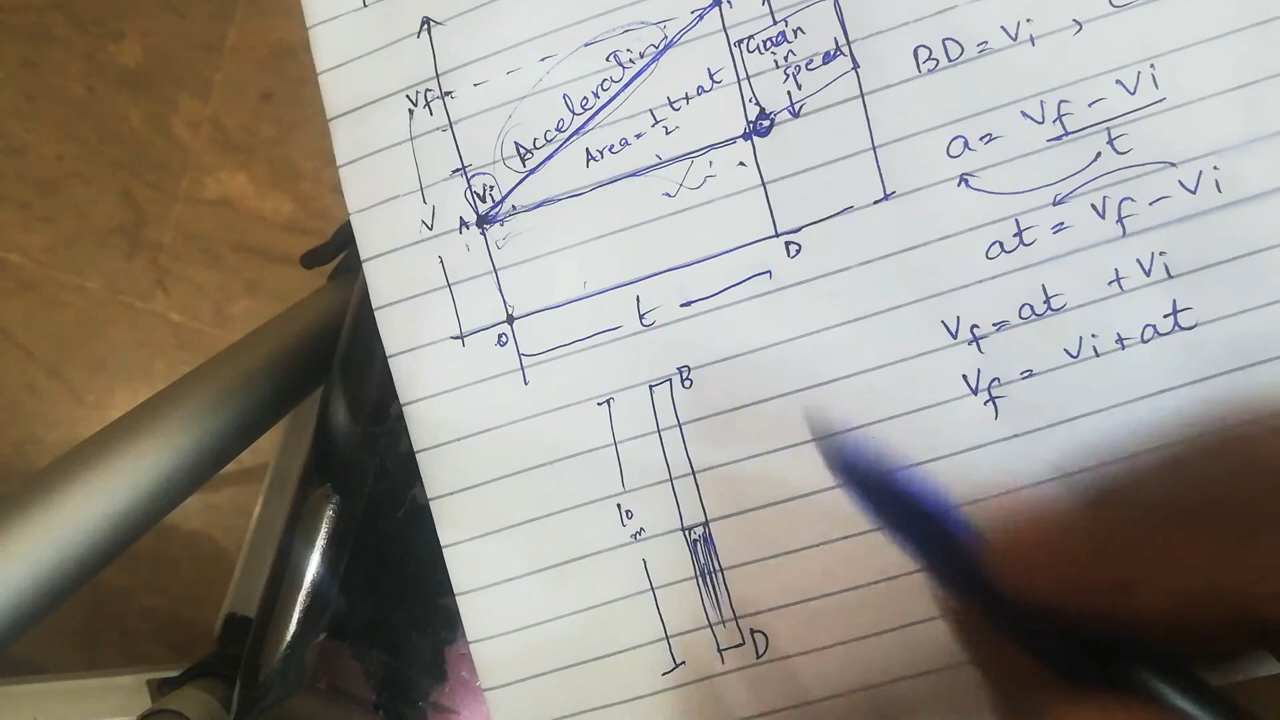 Vf
Acceleration
Area = 1/2 t × at
Gain
in
speed
Vi
V
A
Vi
O
t
D
BD = Vi ,
a = Vf - Vi / t
at = Vf - Vi
Vf = at + Vi
Vf = Vi + at
B
10
m
D